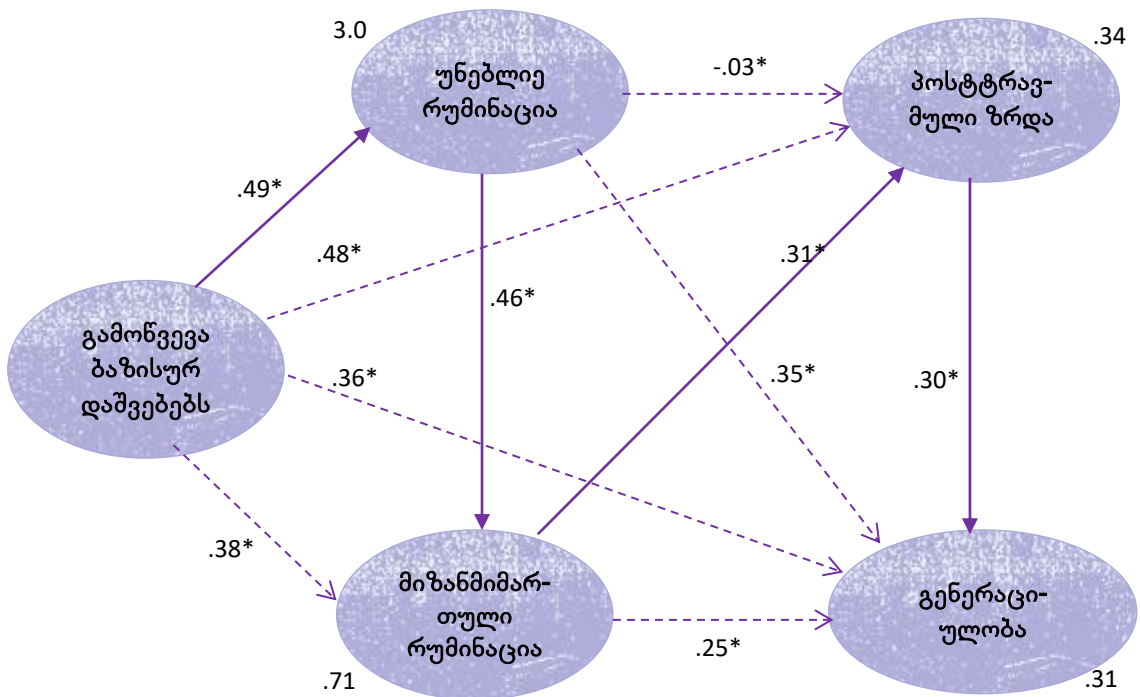 3.0
უნებლიე
რუმინაცია
-.03*
.34
პოსტტრავ-
მული ზრდა
.49*
.48*
.31*
.46*
გამოწვევა
ბაზისურ
დაშვებებს
.36*
.35*
.30*
.38*
მიზანმიმარ-
თული
რუმინაცია
.71
.25*
გენერაცი-
ულობა
.31